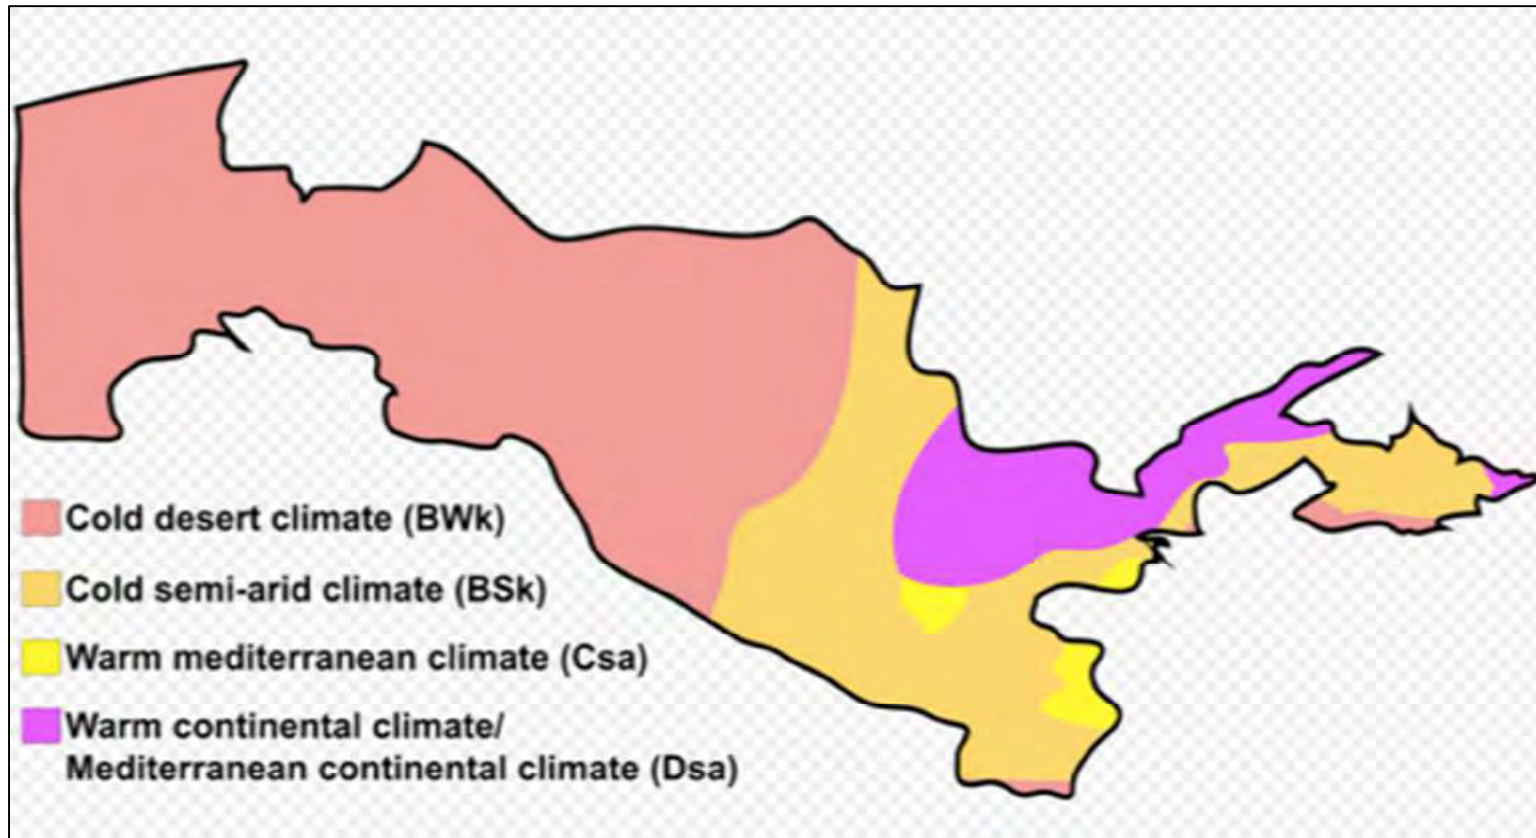 Cold desert climate (BWk)
Cold semi-arid climate (BSk)
Warm mediterranean climate (Csa)
Warm continental climate/
Mediterranean continental climate (Dsa)